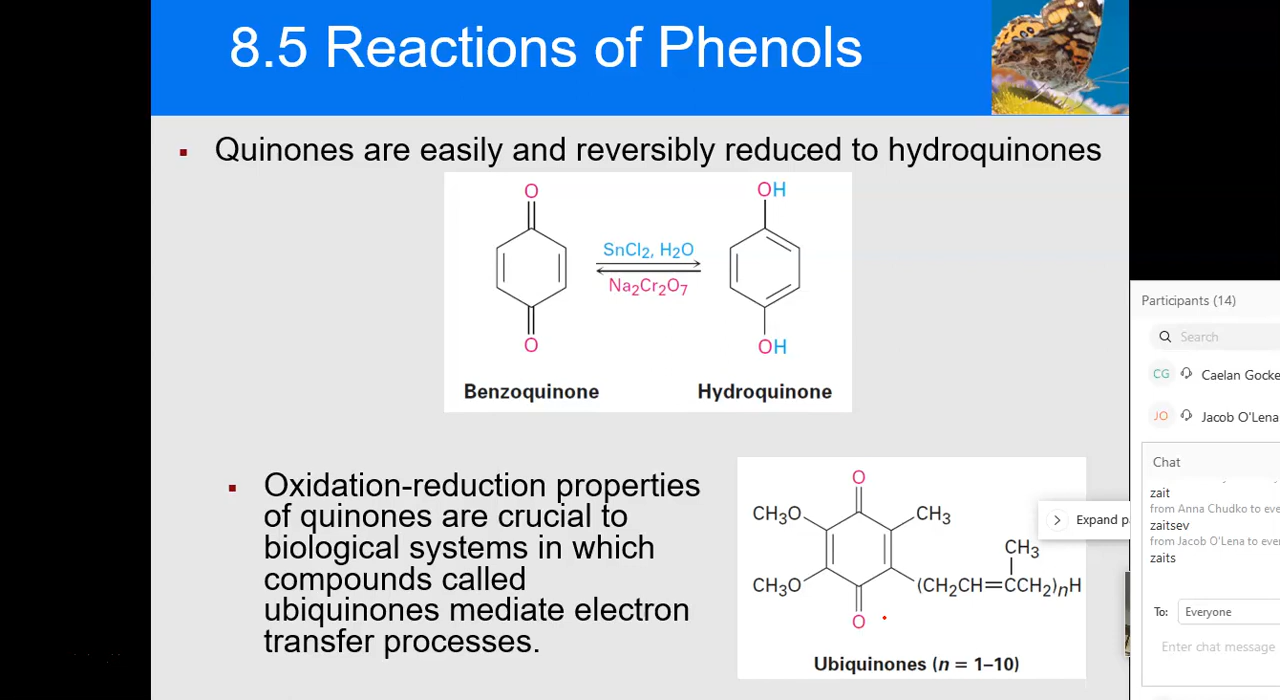 8.5 Reactions of Phenols
▪ Quinones are easily and reversibly reduced to hydroquinones
O
OH
SnCl2, H2O
Na2Cr2O7
O
OH
Benzoquinone
Hydroquinone
▪ Oxidation-reduction properties
of quinones are crucial to
biological systems in which
compounds called
ubiquinones mediate electron
transfer processes.
O
CH3O
CH3
CH3
CH3O
(CH2CH=CCH2)nH
O
Ubiquinones (n = 1–10)
Participants (14)
Search
CG Caelan Gocke
JO Jacob O'Lena
Chat
zait
from Anna Chudko to eve
zaitsev
from Jacob O'Lena to ever
zaits
Expand pa
To: Everyone
Enter chat message